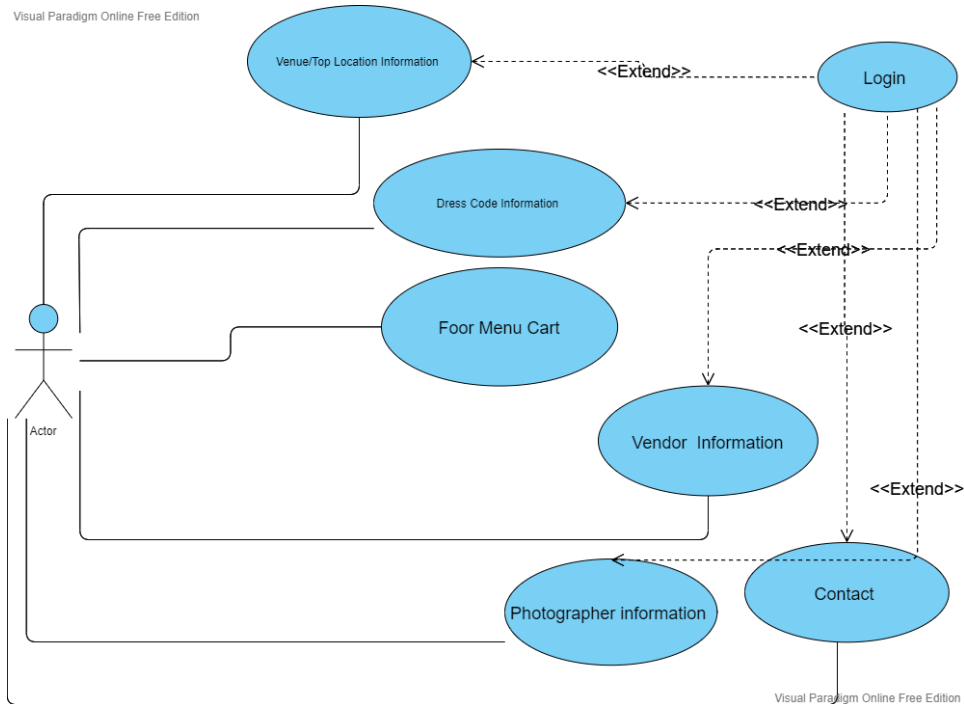 Visual Paradigm Online Free Edition
Venue/Top Location Information
<<Extend>>
Login
Dress Code Information
<<Extend>>
<<Extend>>
Foor Menu Cart
<<Extend>>
Actor
Vendor Information
<<Extend>>
Photographer information
Contact
Visual Paradigm Online Free Edition